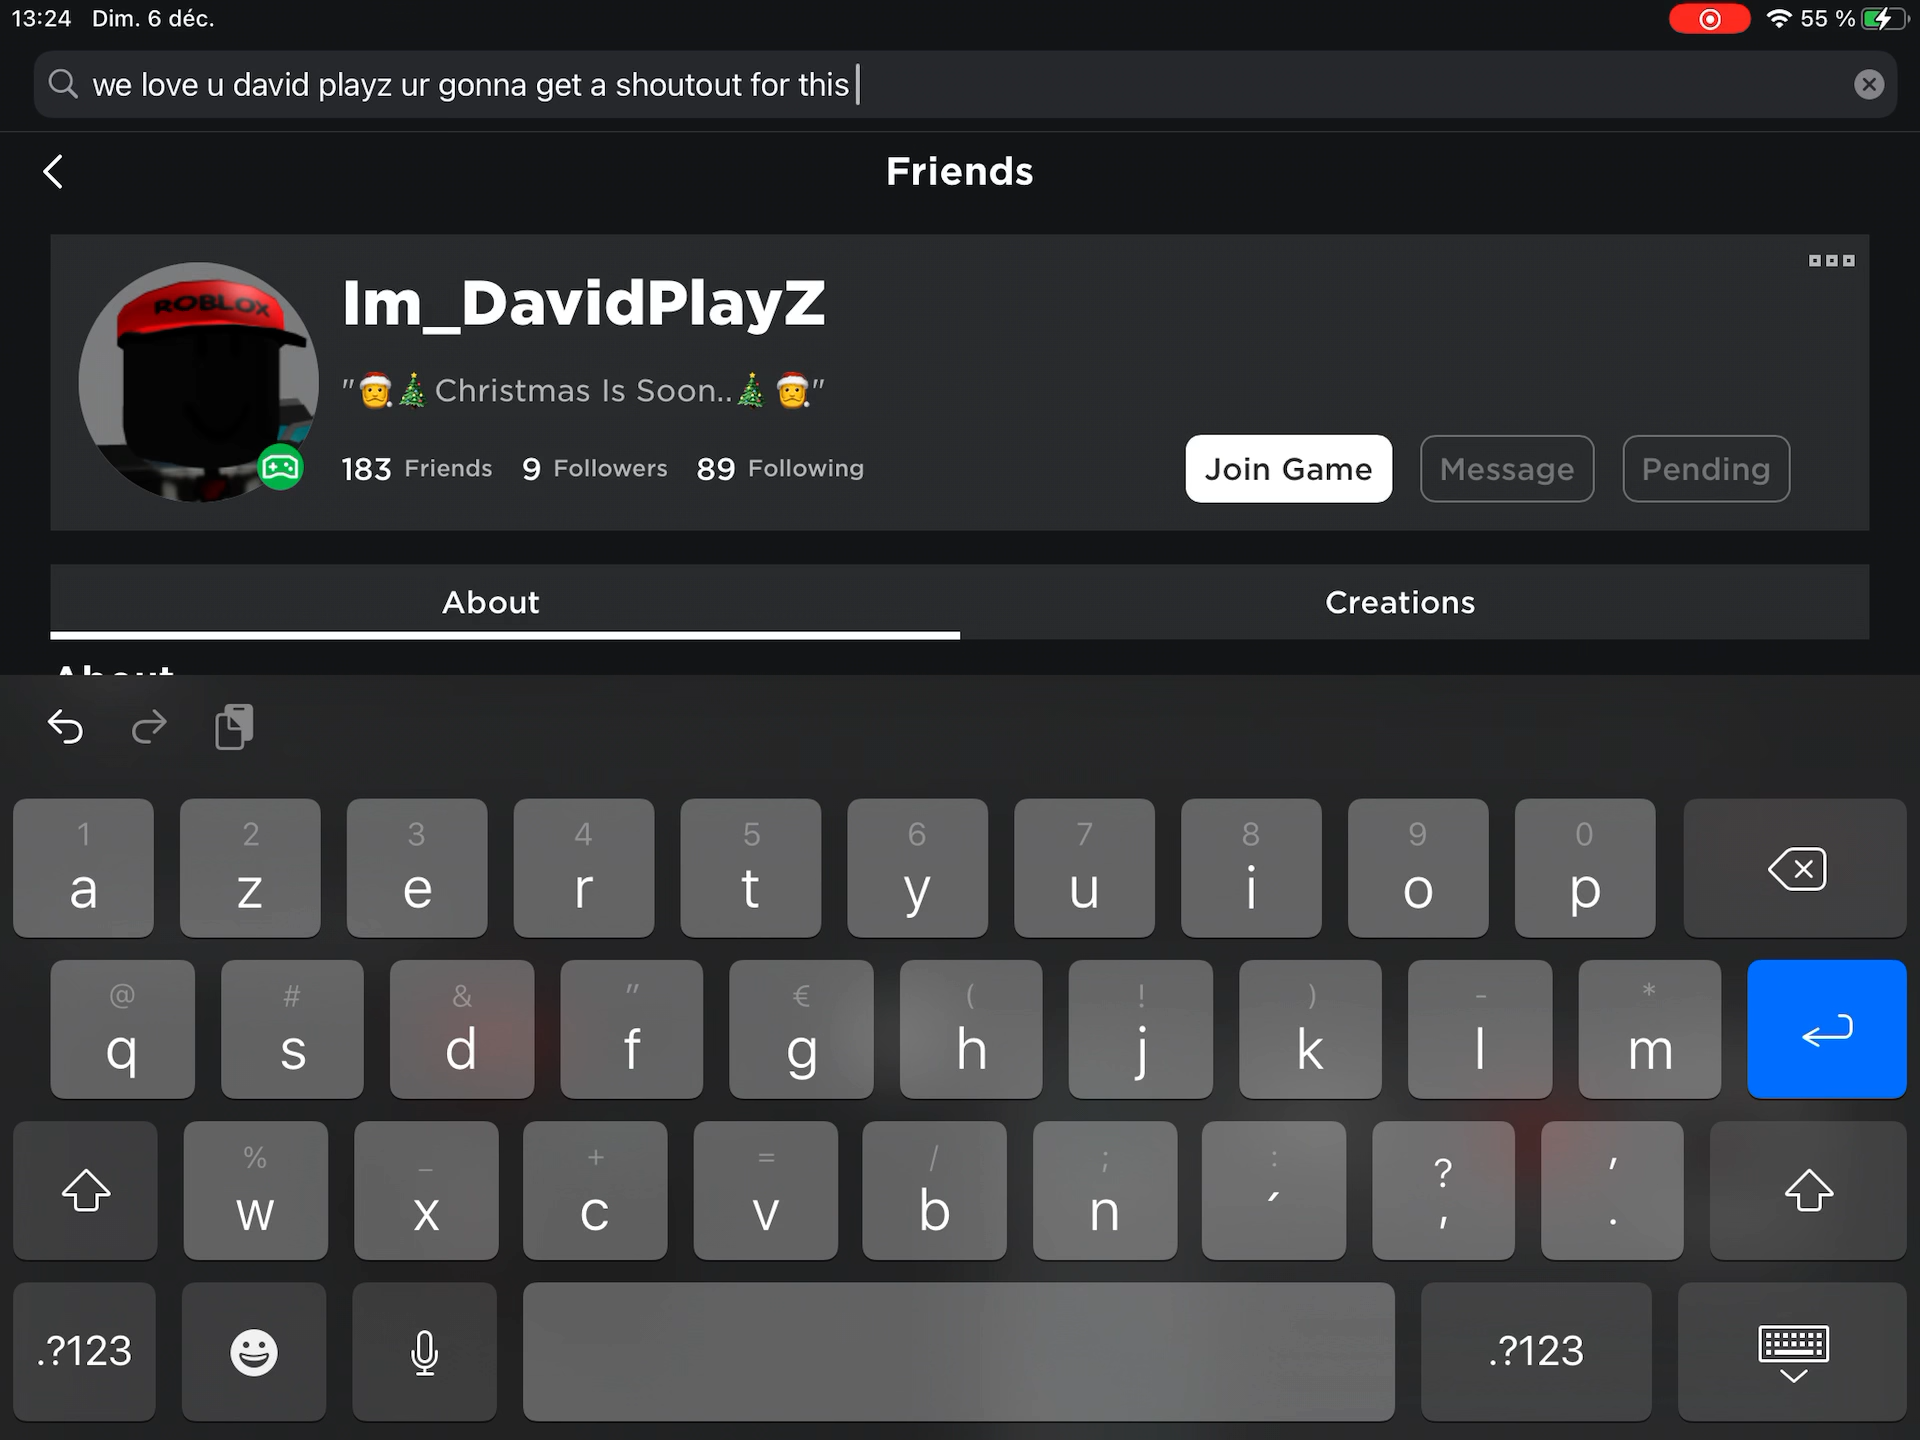 13:24 Dim. 6 déc. 55 %
we love u david playz ur gonna get a shoutout for this
Friends
ROBLOX
Im_DavidPlayZ
"🎅🎄Christmas Is Soon..🎄🎅"
183 Friends 9 Followers 89 Following
Join Game Message Pending
About Creations
About
1 2 3 4 5 6 7 8 9 0
a z e r t y u i o p
@ # & " € ( ! ) - *
q s d f g h j k l m
% _ + = / ; : ? '
w x c v b n ´ , .
.?123 .?123